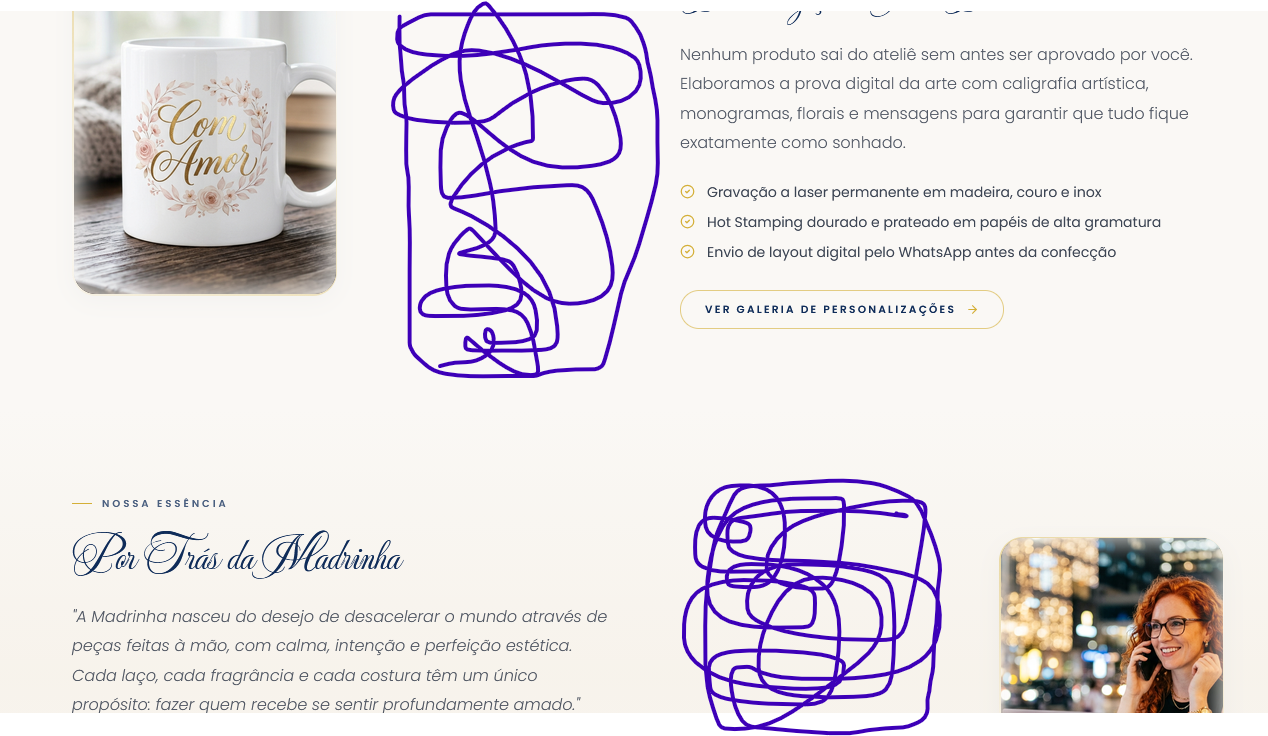 Com
Amor
Nenhum produto sai do ateliê sem antes ser aprovado por você.
Elaboramos a prova digital da arte com caligrafia artística,
monogramas, florais e mensagens para garantir que tudo fique
exatamente como sonhado.
Gravação a laser permanente em madeira, couro e inox
Hot Stamping dourado e prateado em papéis de alta gramatura
Envio de layout digital pelo WhatsApp antes da confecção
VER GALERIA DE PERSONALIZAÇÕES
NOSSA ESSÊNCIA
Por Trás da Madrinha
"A Madrinha nasceu do desejo de desacelerar o mundo através de
peças feitas à mão, com calma, intenção e perfeição estética.
Cada laço, cada fragrância e cada costura têm um único
propósito: fazer quem recebe se sentir profundamente amado."